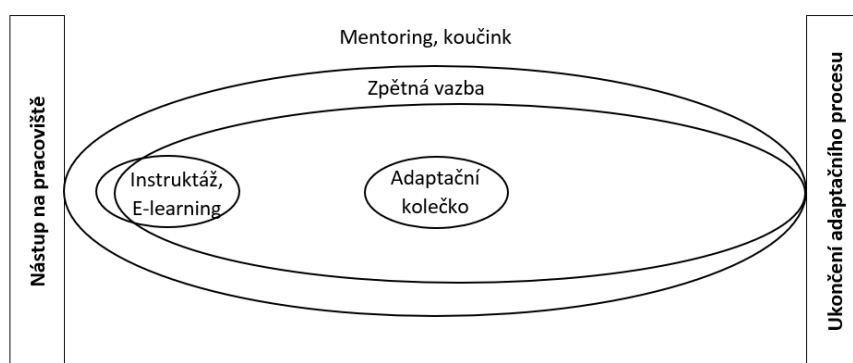 Nástup na pracoviště
Mentoring, koučink
Zpětná vazba
Instruktáž,
E-learning
Adaptační
kolečko
Ukončení adaptačního procesu